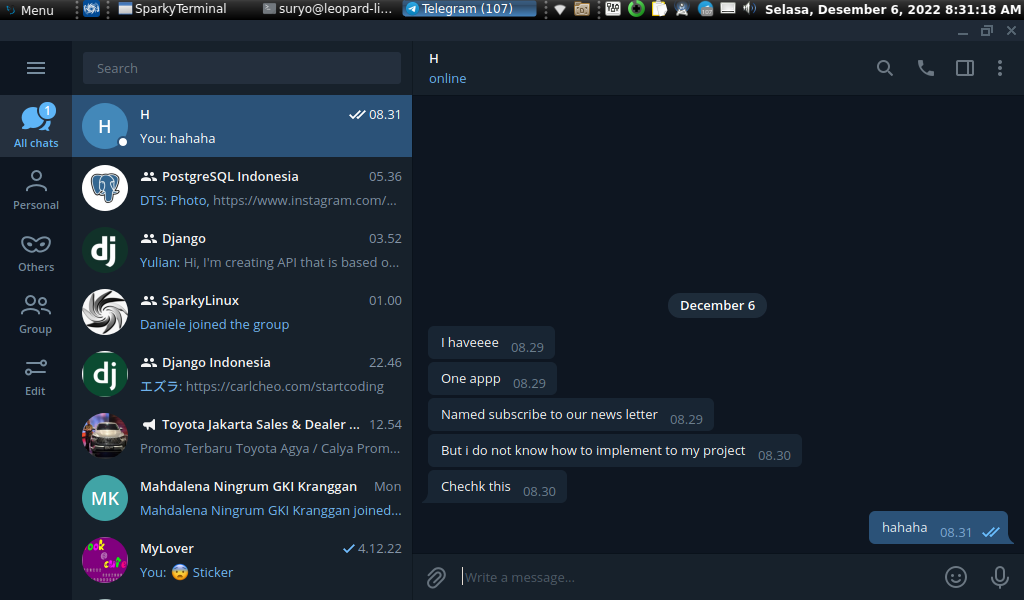 Menu
SparkyTerminal
suryo@leopard-li...
Telegram (107)
Selasa, Desember 6, 2022 8:31:18 AM
Search
H
online
1
All chats
Personal
Others
Group
Edit
H
H
08.31
You: hahaha
PostgreSQL Indonesia
05.36
DTS: Photo, https://www.instagram.com/...
dj
Django
03.52
Yulian: Hi, I'm creating API that is based o...
SparkyLinux
01.00
Daniele joined the group
dj
Django Indonesia
22.46
エズラ: https://carlcheo.com/startcoding
Toyota Jakarta Sales & Dealer ...
12.54
Promo Terbaru Toyota Agya / Calya Prom...
MK
Mahdalena Ningrum GKI Kranggan
Mon
Mahdalena Ningrum GKI Kranggan joined...
MyLover
4.12.22
You: 😨 Sticker
December 6
I haveeee 08.29
One appp 08.29
Named subscribe to our news letter 08.29
But i do not know how to implement to my project 08.30
Chechk this 08.30
hahaha 08.31
Write a message...